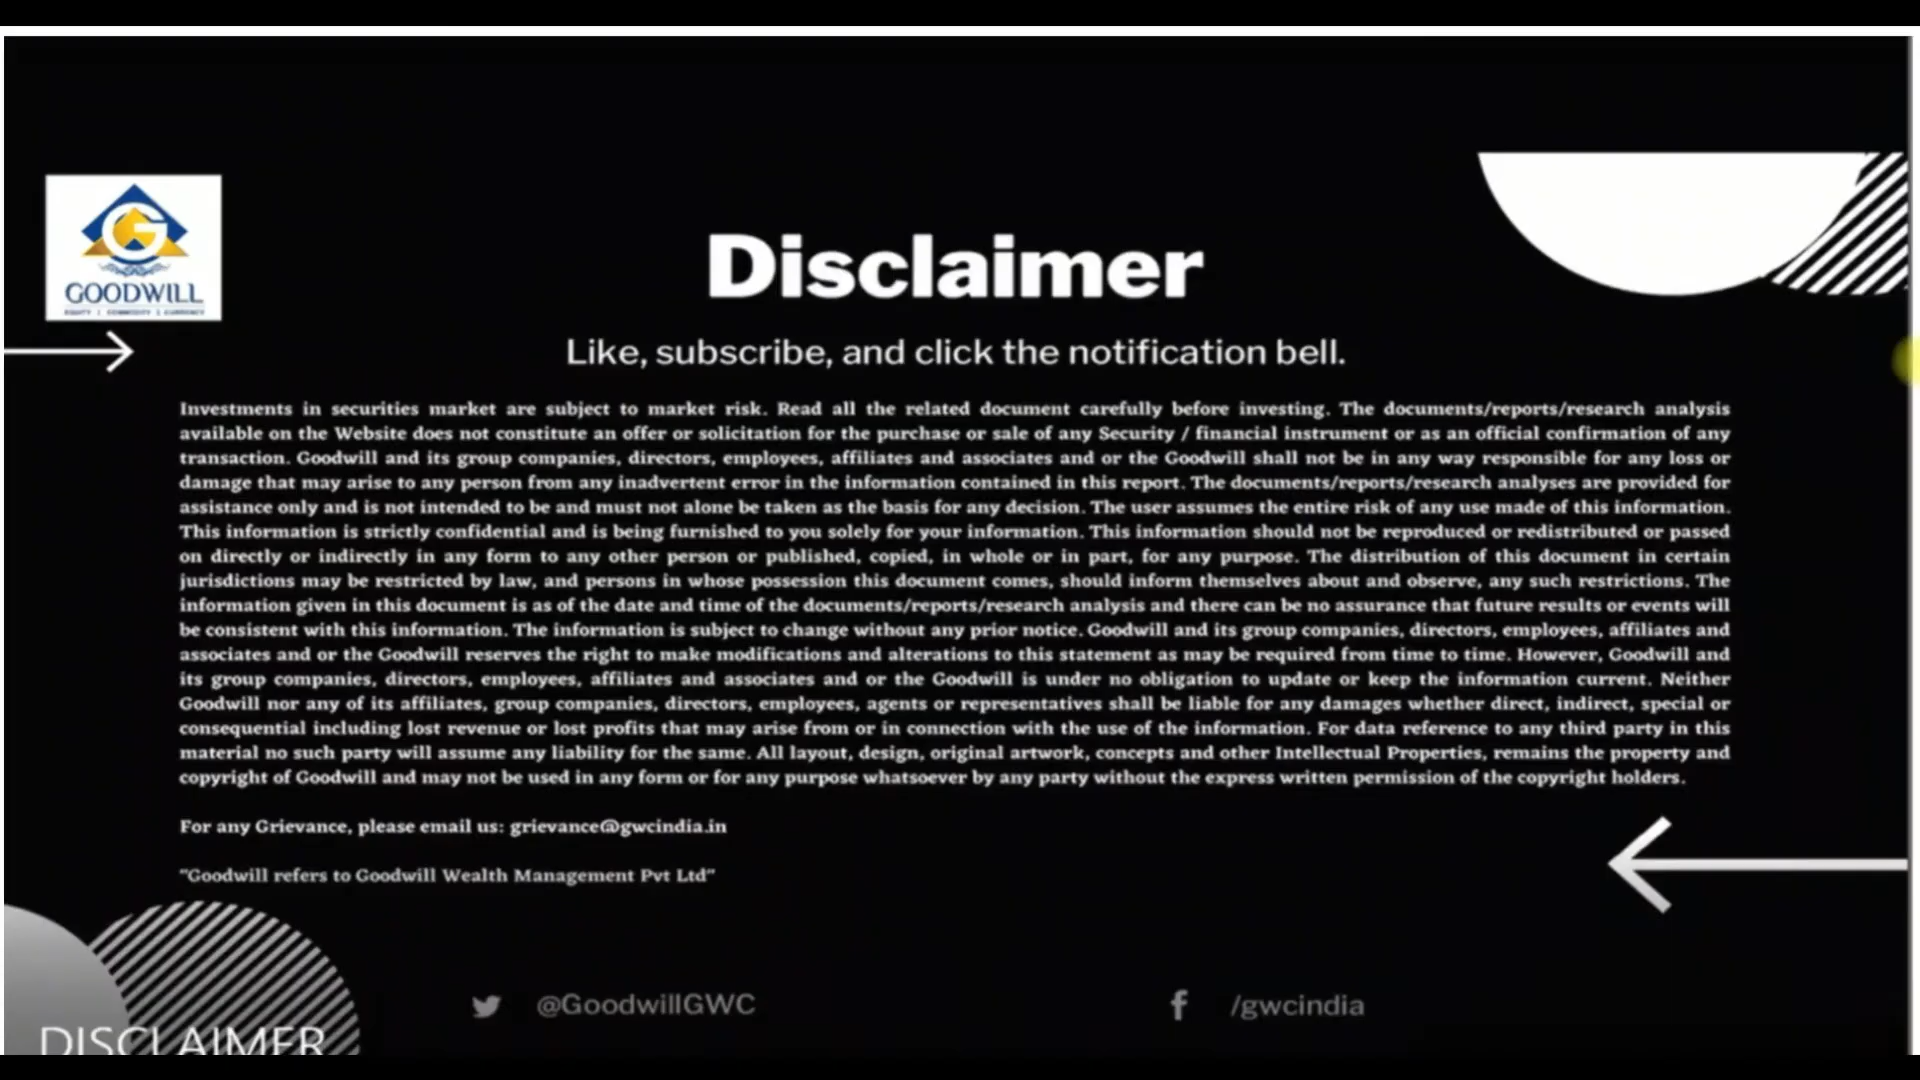 GOODWILL
EQUITY | COMMODITY | CURRENCY
Disclaimer
Like, subscribe, and click the notification bell.
Investments in securities market are subject to market risk. Read all the related document carefully before investing. The documents/reports/research analysis
available on the Website does not constitute an offer or solicitation for the purchase or sale of any Security / financial instrument or as an official confirmation of any
transaction. Goodwill and its group companies, directors, employees, affiliates and associates and or the Goodwill shall not be in any way responsible for any loss or
damage that may arise to any person from any inadvertent error in the information contained in this report. The documents/reports/research analyses are provided for
assistance only and is not intended to be and must not alone be taken as the basis for any decision. The user assumes the entire risk of any use made of this information.
This information is strictly confidential and is being furnished to you solely for your information. This information should not be reproduced or redistributed or passed
on directly or indirectly in any form to any other person or published, copied, in whole or in part, for any purpose. The distribution of this document in certain
jurisdictions may be restricted by law, and persons in whose possession this document comes, should inform themselves about and observe, any such restrictions. The
information given in this document is as of the date and time of the documents/reports/research analysis and there can be no assurance that future results or events will
be consistent with this information. The information is subject to change without any prior notice. Goodwill and its group companies, directors, employees, affiliates and
associates and or the Goodwill reserves the right to make modifications and alterations to this statement as may be required from time to time. However, Goodwill and
its group companies, directors, employees, affiliates and associates and or the Goodwill is under no obligation to update or keep the information current. Neither
Goodwill nor any of its affiliates, group companies, directors, employees, agents or representatives shall be liable for any damages whether direct, indirect, special or
consequential including lost revenue or lost profits that may arise from or in connection with the use of the information. For data reference to any third party in this
material no such party will assume any liability for the same. All layout, design, original artwork, concepts and other Intellectual Properties, remains the property and
copyright of Goodwill and may not be used in any form or for any purpose whatsoever by any party without the express written permission of the copyright holders.
For any Grievance, please email us: grievance@gwcindia.in
"Goodwill refers to Goodwill Wealth Management Pvt Ltd"
@GoodwillGWC
/gwcindia
DISCLAIMER